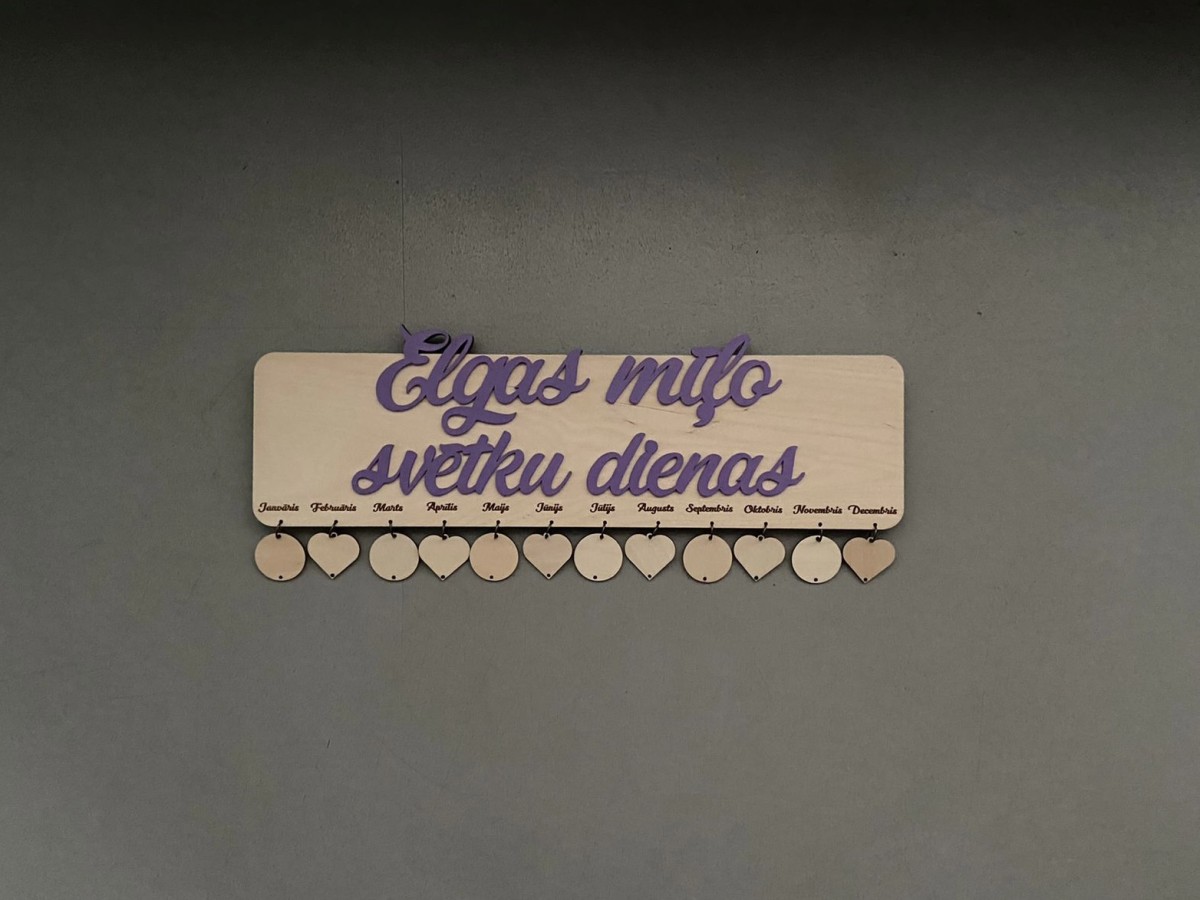 Elgas mīļo
svētku dienas
Janvāris Februāris Marts Aprīlis Maijs Jūnijs Jūlijs Augusts Septembris Oktobris Novembris Decembris